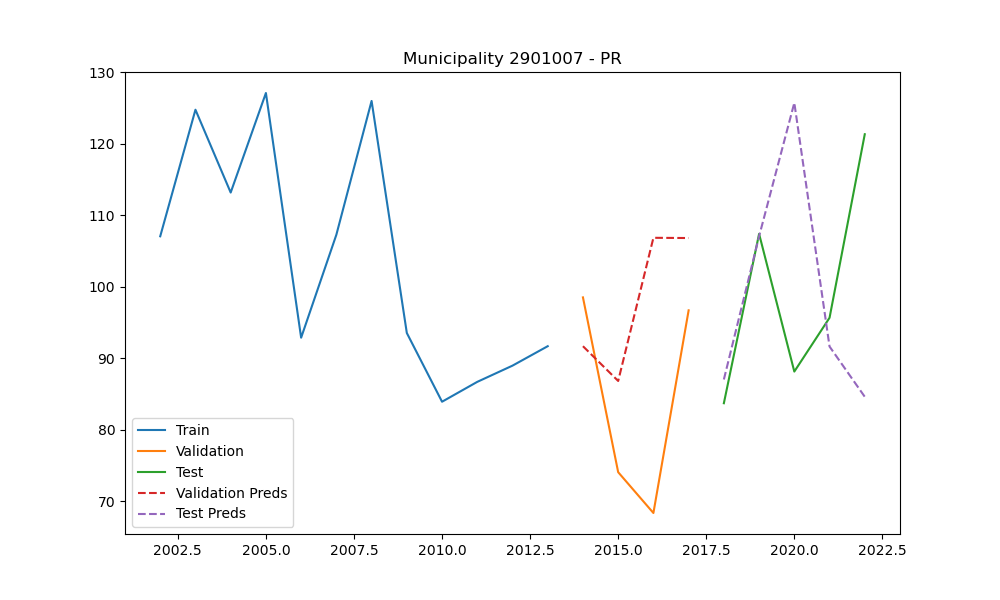 Municipality 2901007 - PR
130
120
110
100
90
80
70
Train
Validation
Test
Validation Preds
Test Preds
2002.5 2005.0 2007.5 2010.0 2012.5 2015.0 2017.5 2020.0 2022.5